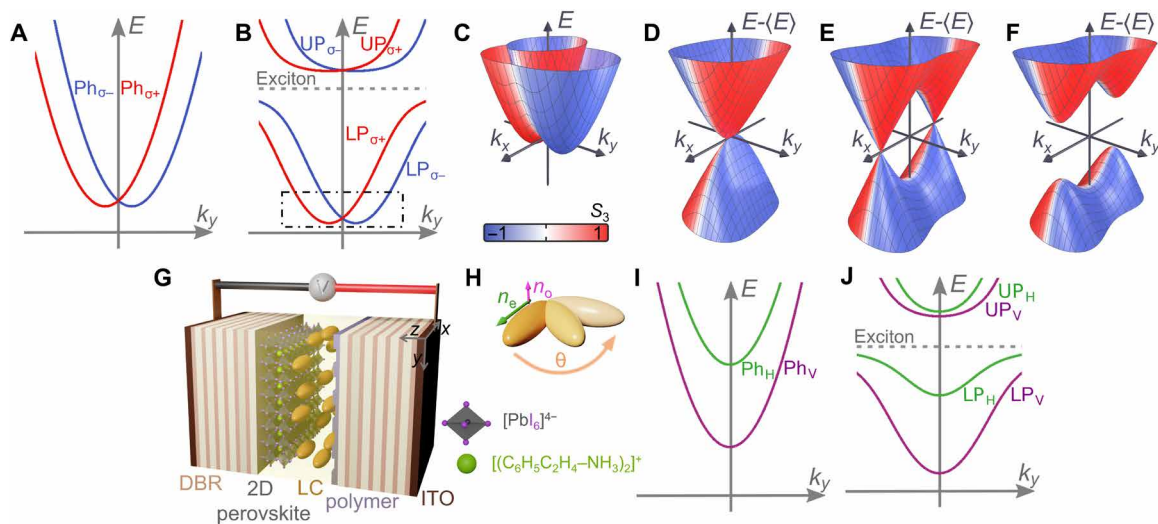 A
E
Phσ–
Phσ+
ky
B
E
UPσ–
UPσ+
Exciton
LPσ+
LPσ–
ky
C
E
kx
ky
S3
–1
1
D
E-⟨E⟩
kx
ky
E
E-⟨E⟩
kx
ky
F
E-⟨E⟩
kx
ky
G
V
z
x
y
DBR
2D
perovskite
LC
polymer
ITO
H
ne
no
θ
[PbI6]4–
[(C6H5C2H4–NH3)2]+
I
E
PhH
PhV
ky
J
E
UPH
UPV
Exciton
LPH
LPV
ky